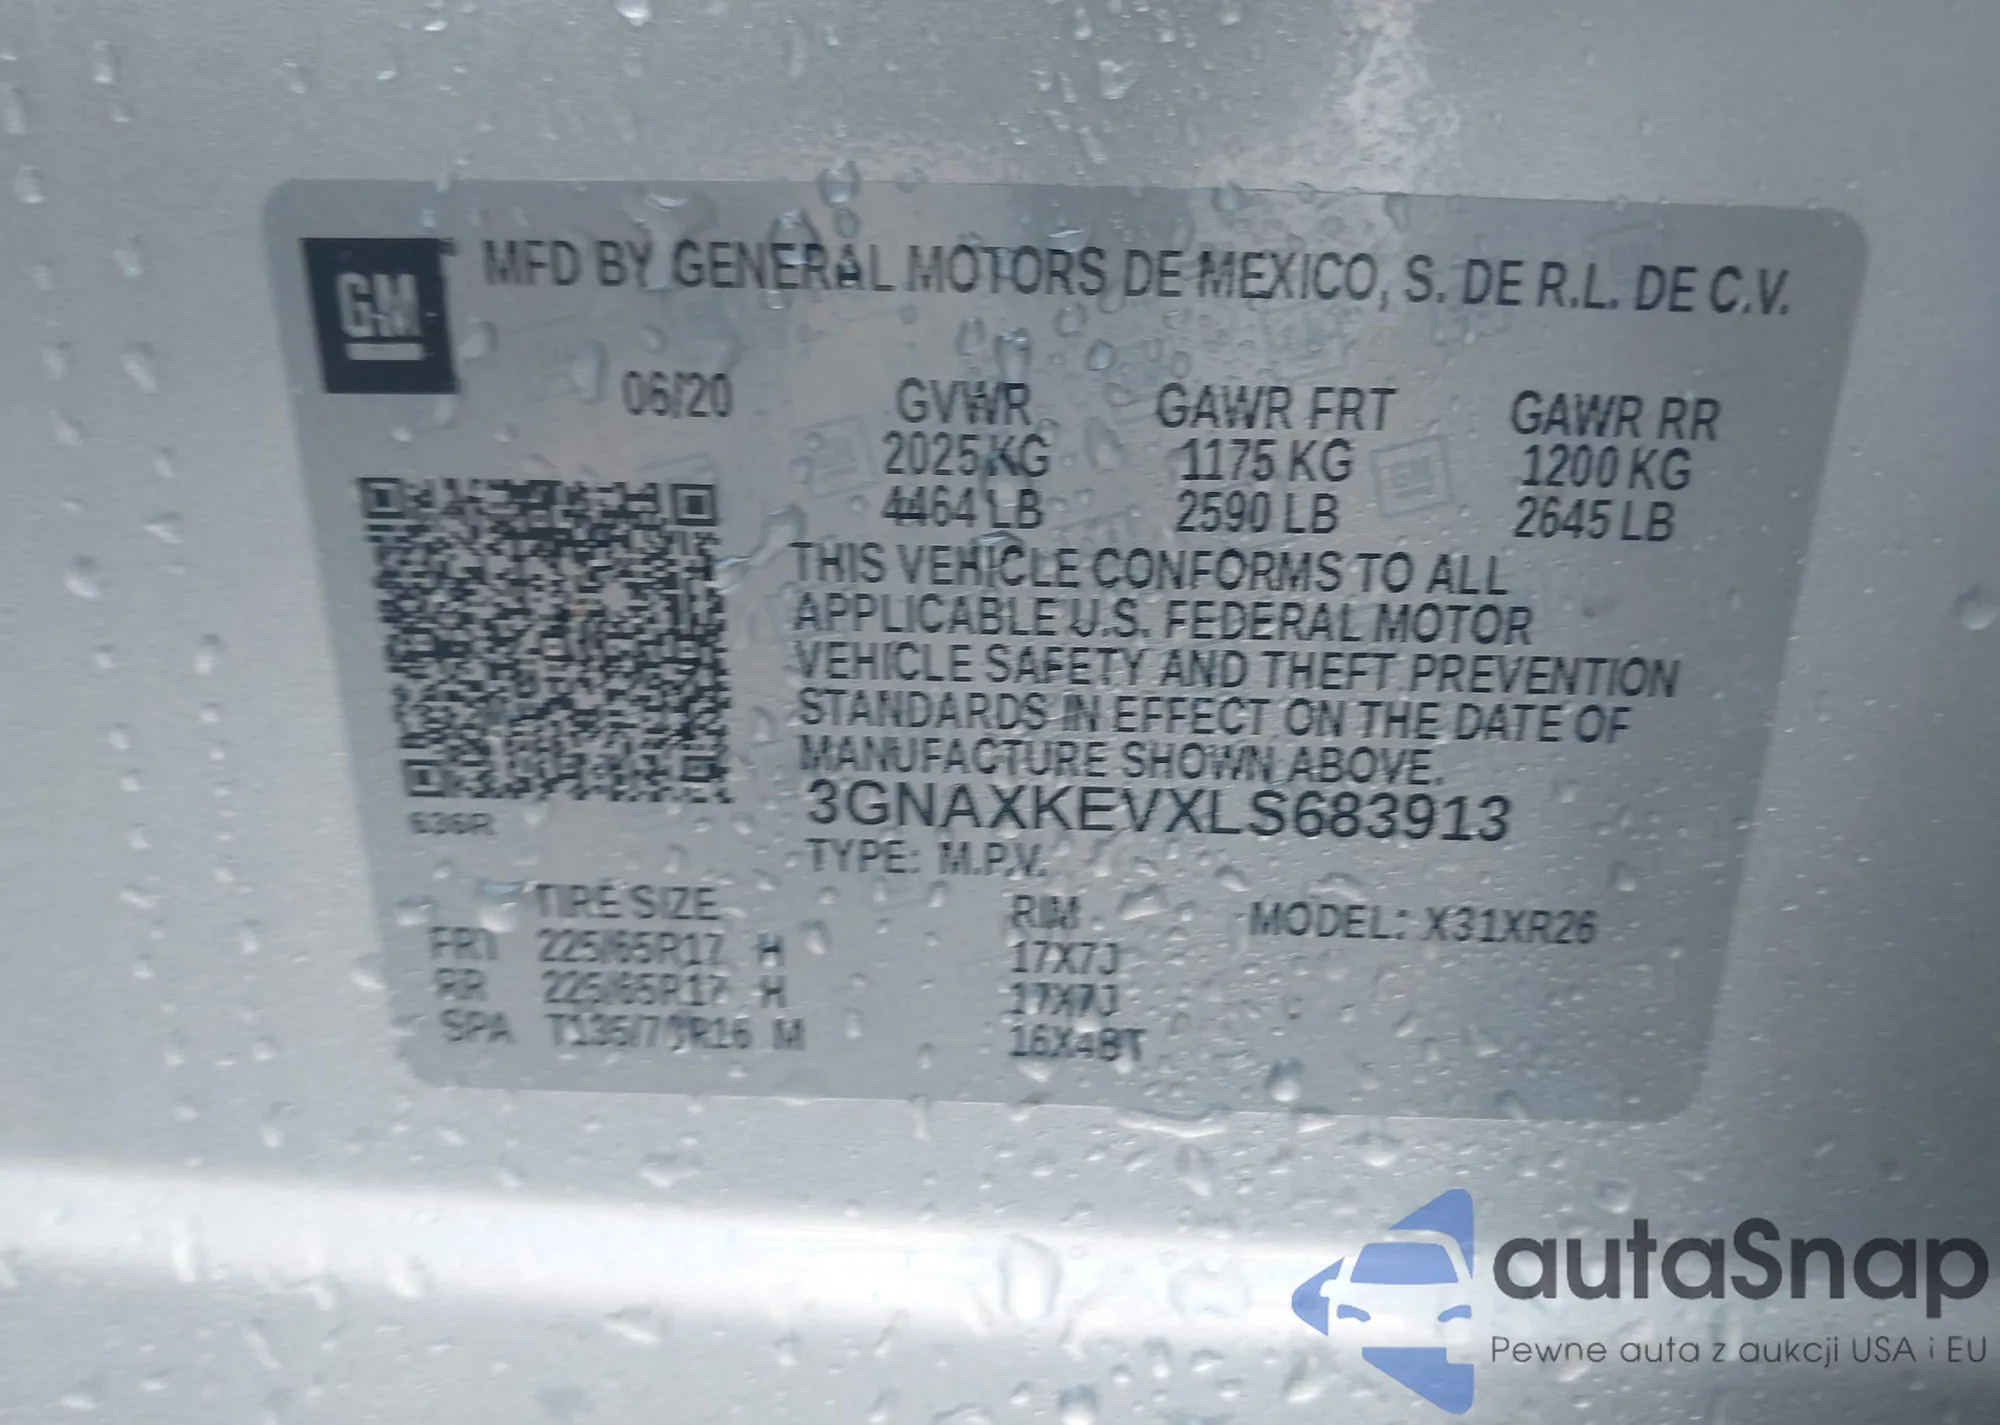 GM
MFD BY GENERAL MOTORS DE MEXICO, S. DE R.L. DE C.V.
06/20 GVWR GAWR FRT GAWR RR
2025 KG 1175 KG 1200 KG
4464 LB 2590 LB 2645 LB
THIS VEHICLE CONFORMS TO ALL
APPLICABLE U.S. FEDERAL MOTOR
VEHICLE SAFETY AND THEFT PREVENTION
STANDARDS IN EFFECT ON THE DATE OF
MANUFACTURE SHOWN ABOVE.
3GNAXKEVXLS683913
636R
TYPE: M.P.V.
TIRE SIZE RIM MODEL: X31XR26
FRT 225/65R17 H 17X7J
RR 225/65R17 H 17X7J
SPA T135/70R16 M 16X4BT
autaSnap
Pewne auta z aukcji USA i EU